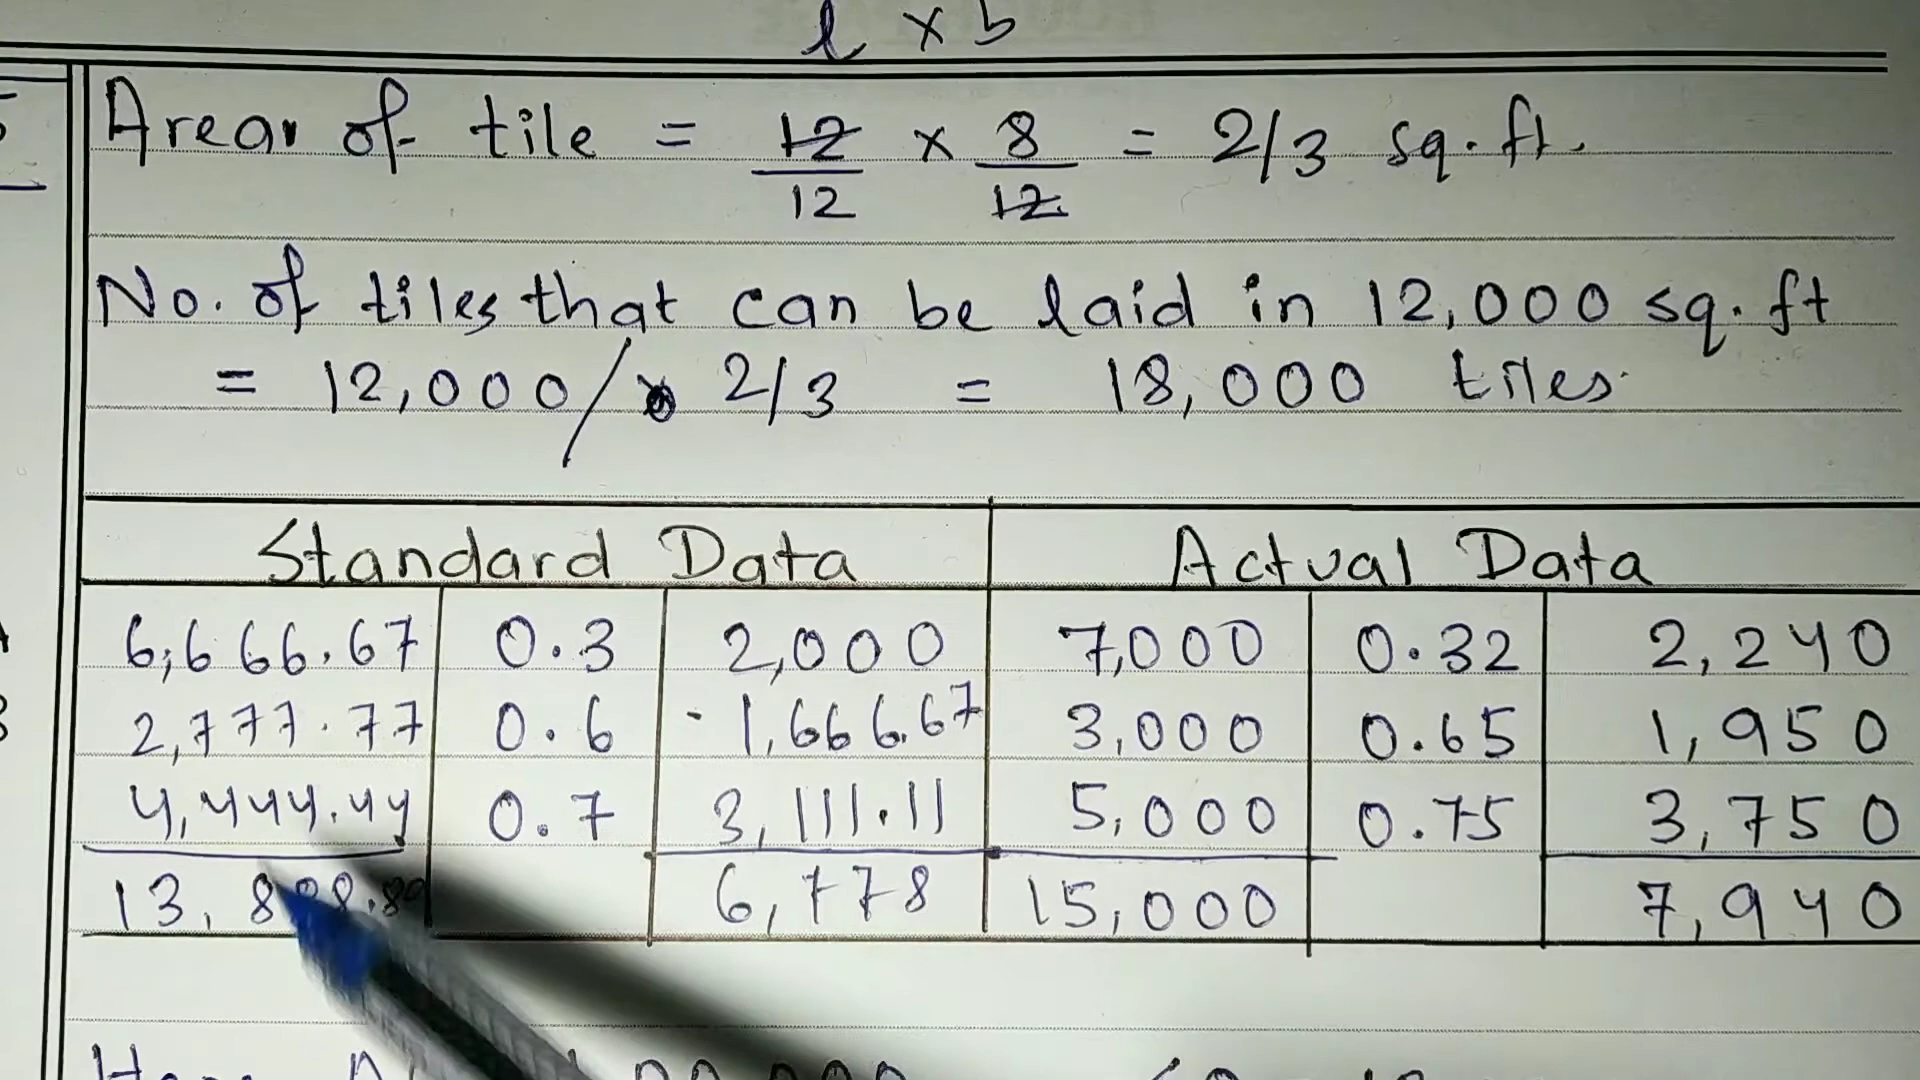 l x b
Area of tile = 12/12 x 8/12 = 2/3 sq. ft.
No. of tiles that can be laid in 12,000 sq. ft
= 12,000 / 2/3 = 18,000 tiles.
Standard Data Actual Data
6,666.67 0.3 2,000 7,000 0.32 2,240
2,777.77 0.6 1,666.67 3,000 0.65 1,950
4,444.44 0.7 3,111.11 5,000 0.75 3,750
6,778 15,000 7,940